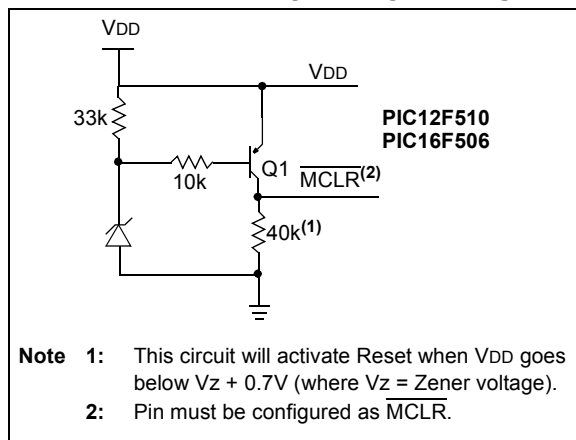 VDD
VDD
33k
PIC12F510
PIC16F506
Q1
MCLR(2)
10k
40k(1)
Note 1: This circuit will activate Reset when VDD goes
below Vz + 0.7V (where Vz = Zener voltage).
2: Pin must be configured as MCLR.